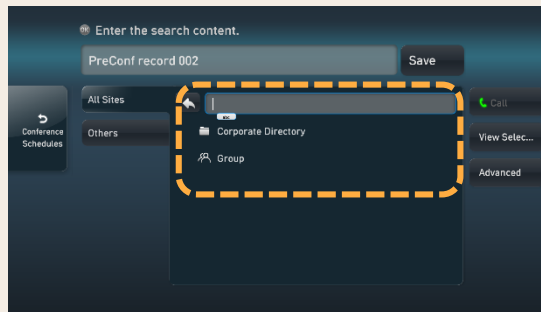 Enter the search content.
PreConf record 002
Save
All Sites
Call
Conference
Schedules
Others
Corporate Directory
View Selec...
Group
Advanced